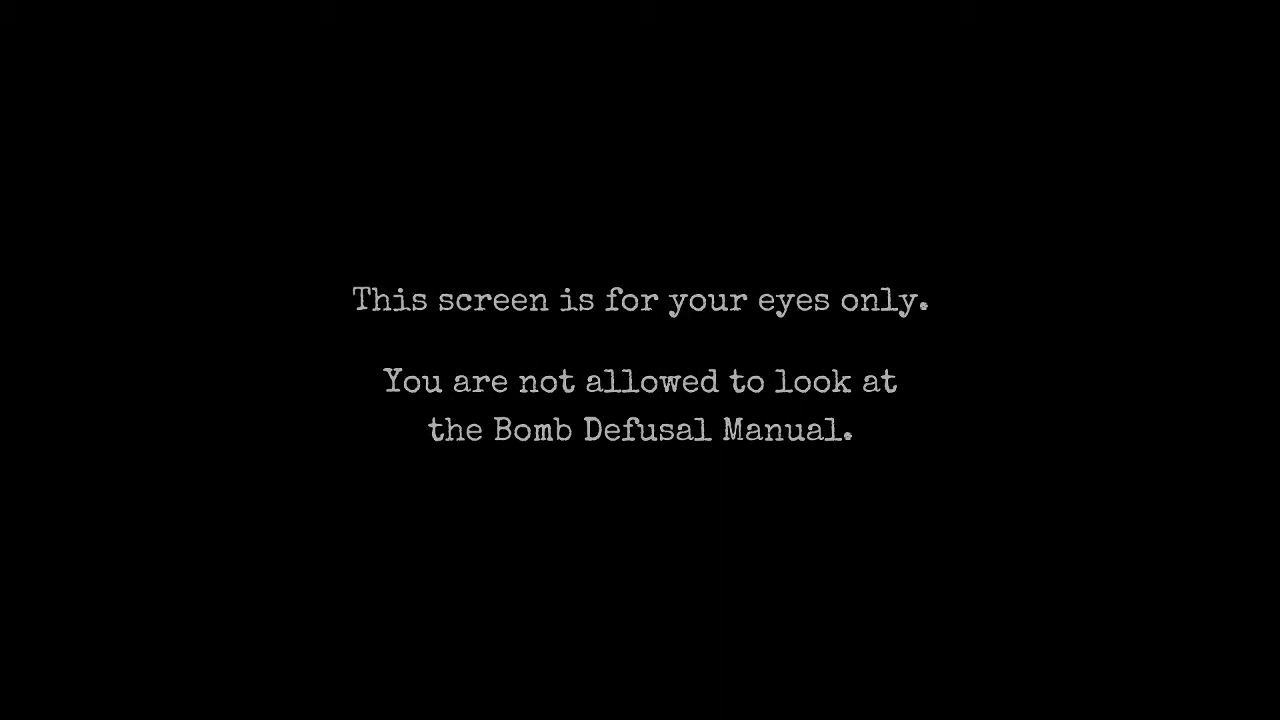 This screen is for your eyes only.
You are not allowed to look at
the Bomb Defusal Manual.